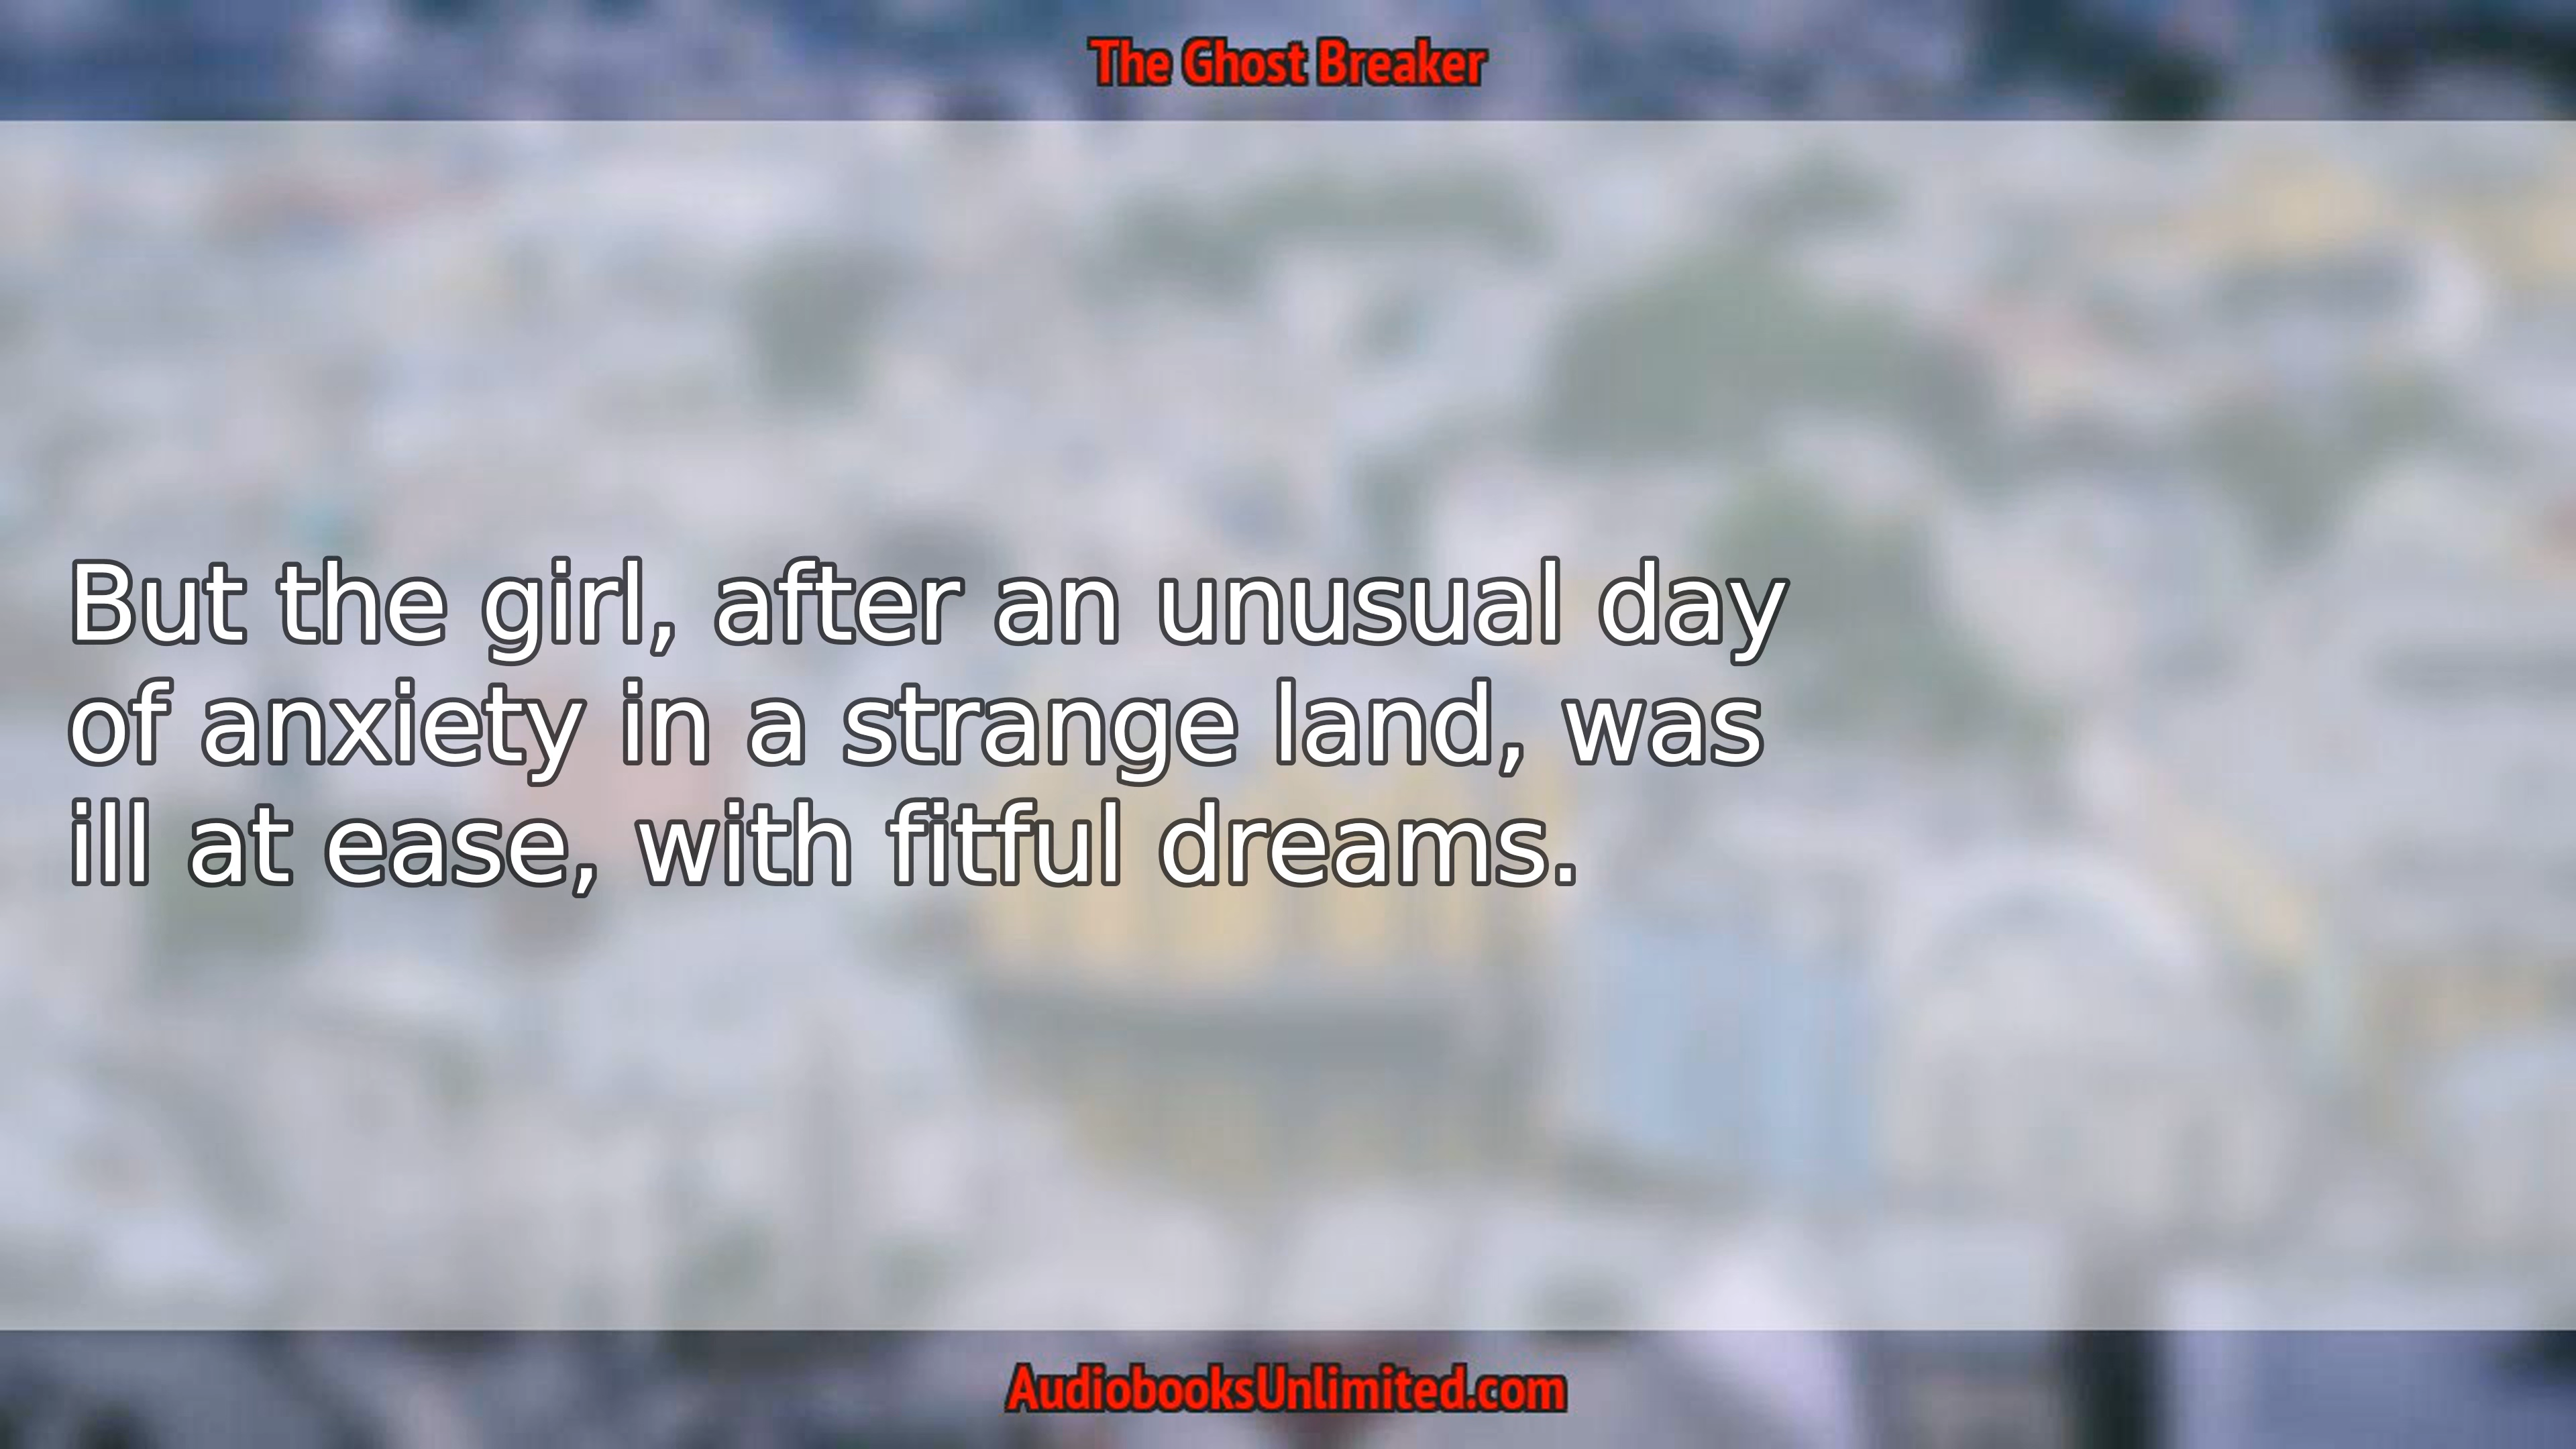 The Ghost Breaker
But the girl, after an unusual day
of anxiety in a strange land, was
ill at ease, with fitful dreams.
AudiobooksUnlimited.com